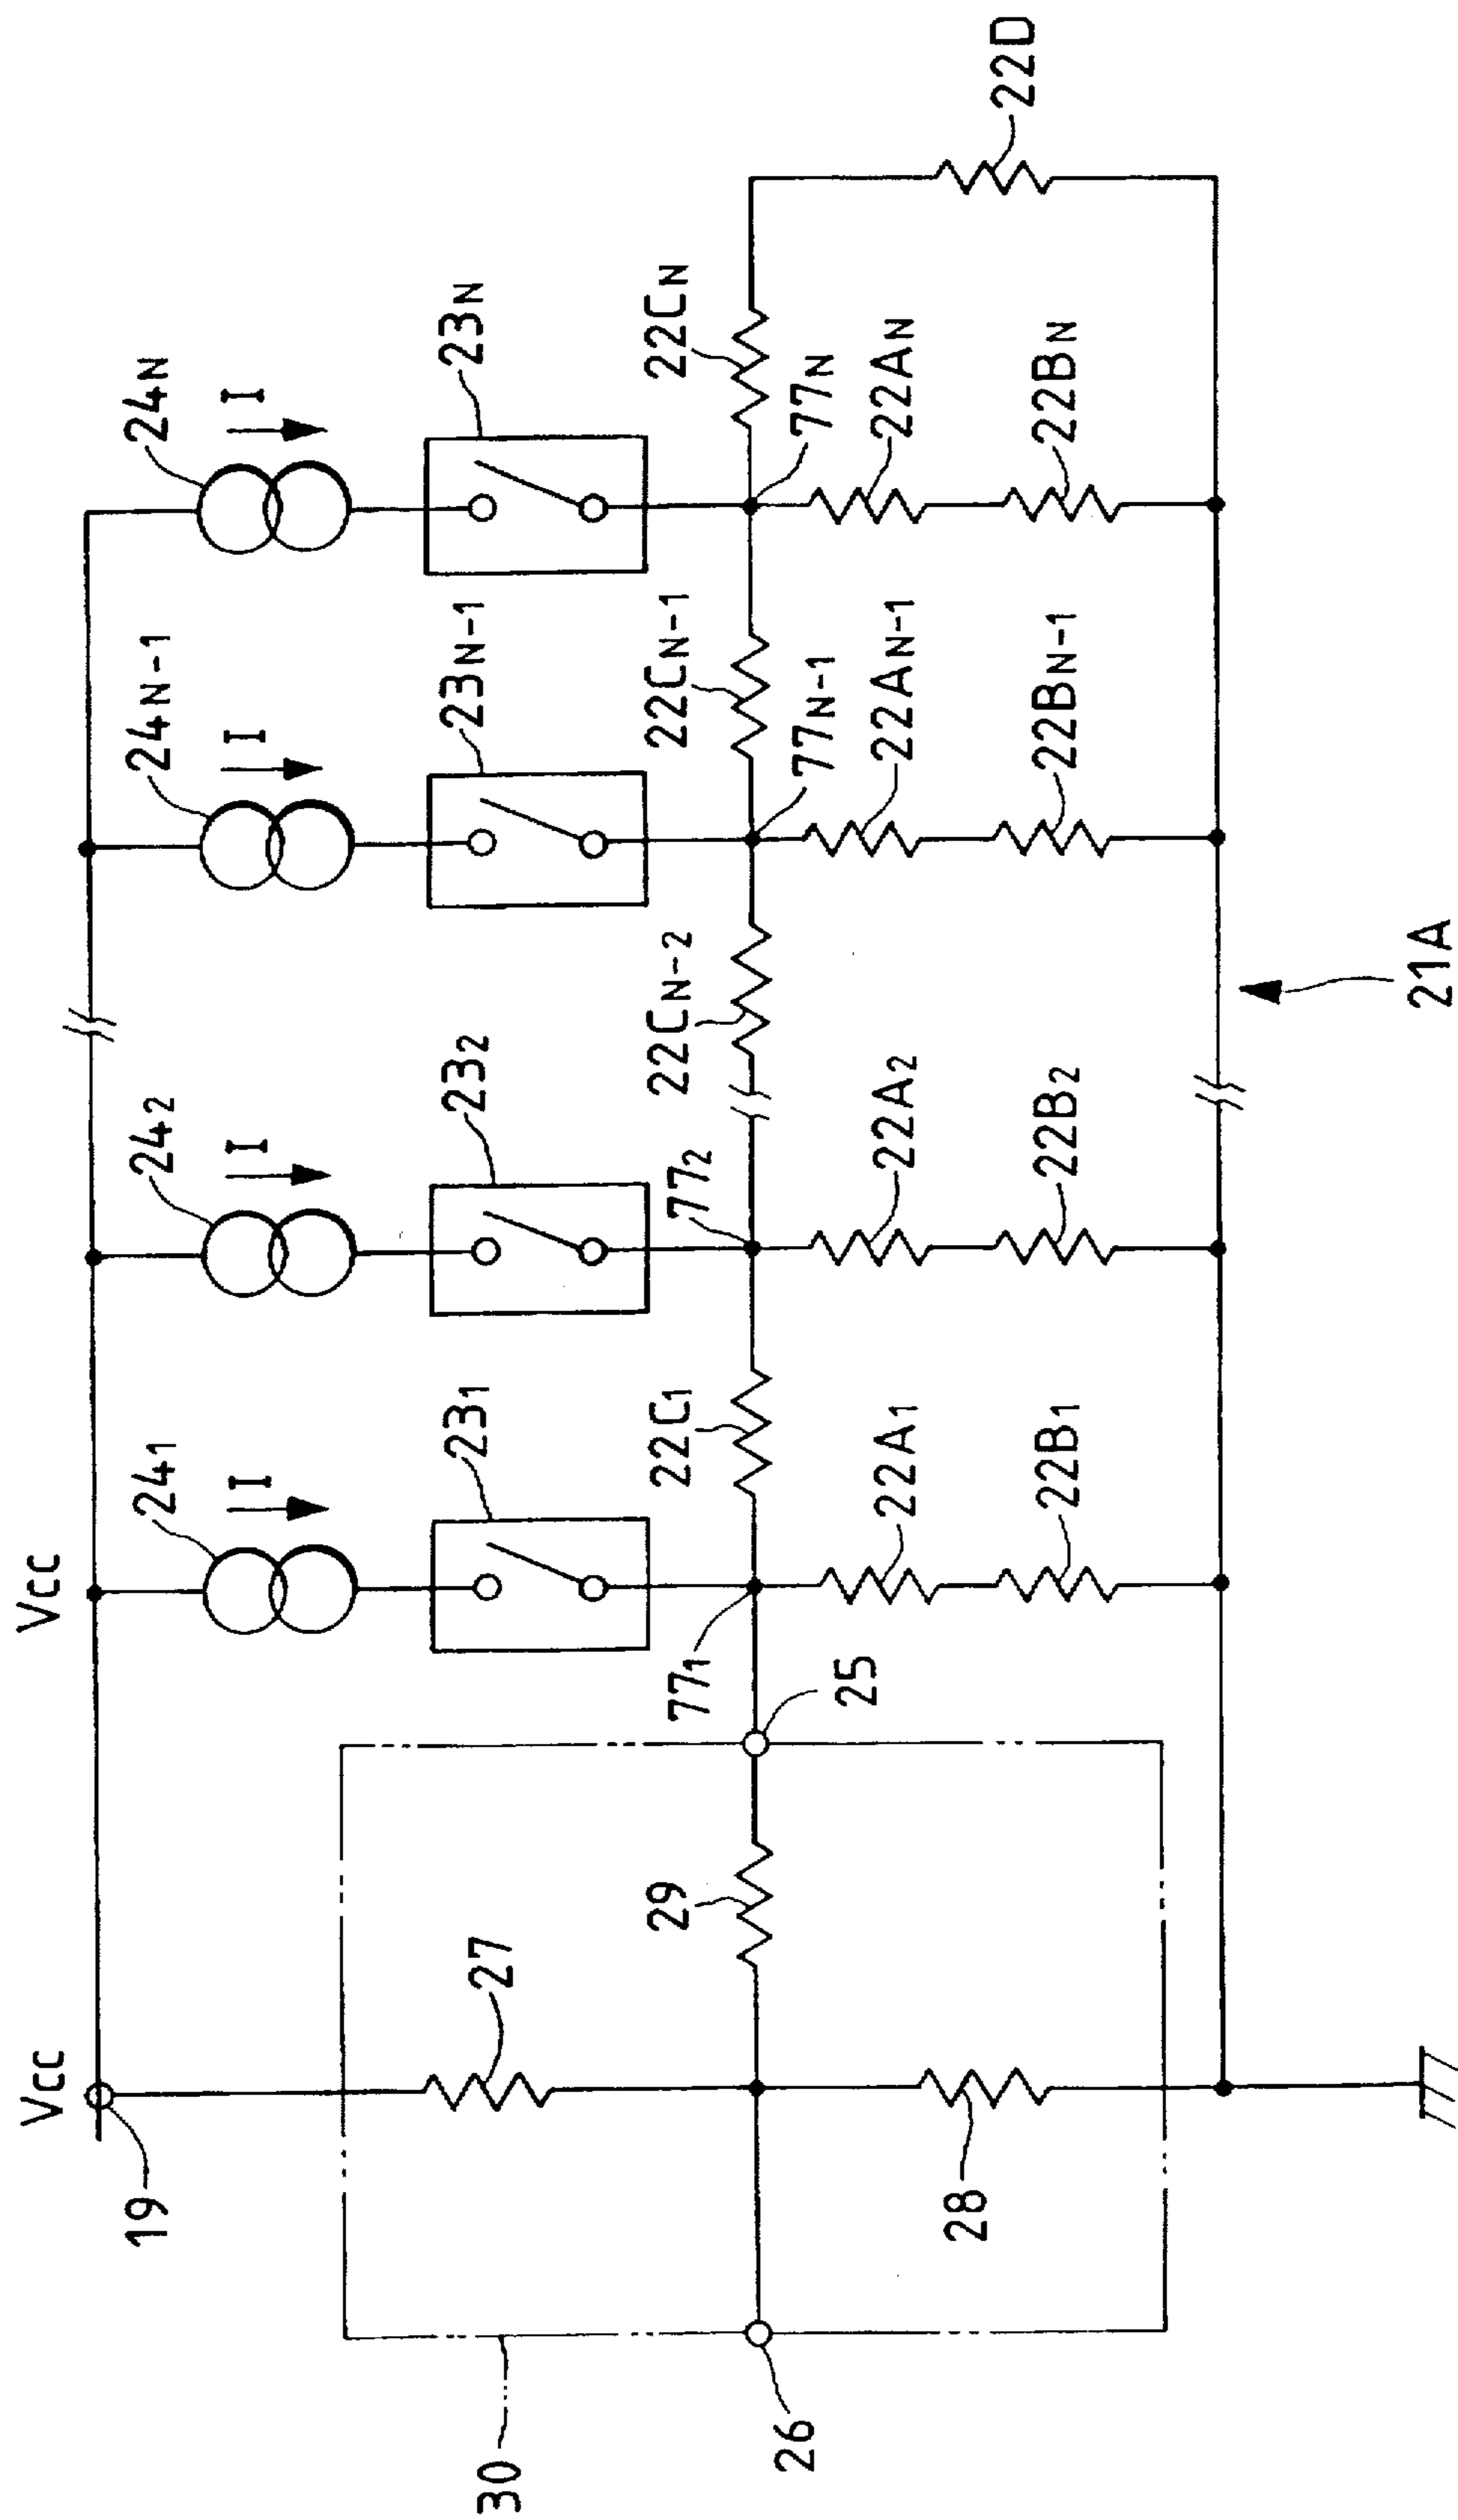 Vcc
Vcc
19
24₁
24₂
24N-1
24N
I
I
I
I
23₁
23₂
23N-1
23N
30
27
29
22C₁
22CN-2
22CN-1
22CN
77₁
77₂
77N-1
77N
26
25
22A₁
22A₂
22AN-1
22AN
28
22D
22B₁
22B₂
22BN-1
22BN
21A